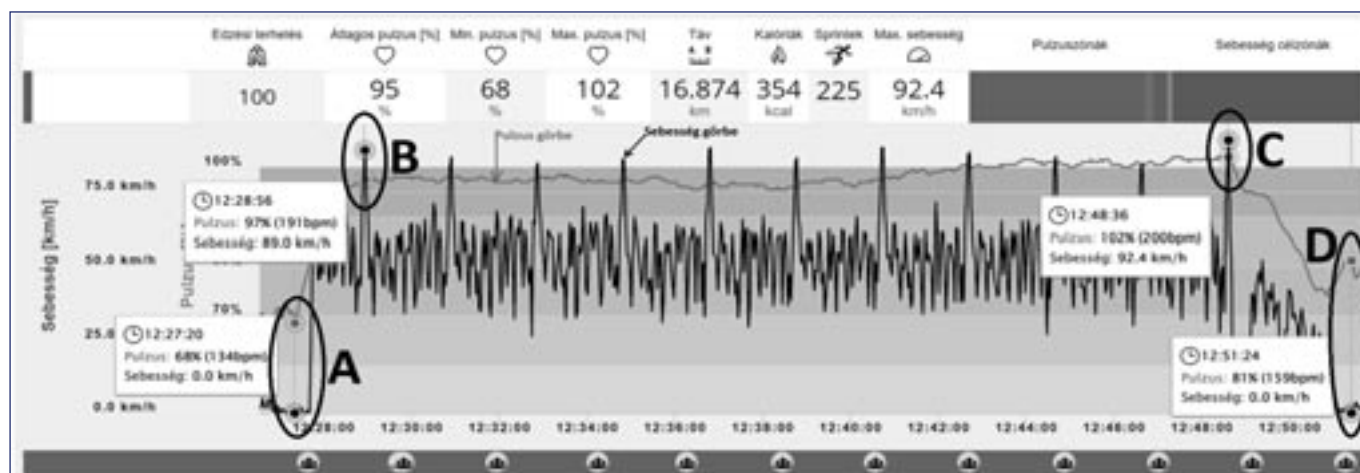 Edzési terhelés Átlagos pulzus [%] Min. pulzus [%] Max. pulzus [%] Táv Kalóriák Sprintek Max. sebesség Pulzuszónák Sebesség célzónák
100 95 68 102 16.874 354 225 92.4
% % % km kcal km/h
Pulzus görbe Sebesség görbe
B
C
100%
75.0 km/h
12:28:56
Pulzus: 97% (191bpm)
Sebesség: 89.0 km/h
12:48:36
Pulzus: 102% (200bpm)
Sebesség: 92.4 km/h
D
Sebesség [km/h]
50.0 km/h
70%
25.0
12:27:20
Pulzus: 68% (134bpm)
Sebesség: 0.0 km/h
A
12:51:24
Pulzus: 81% (159bpm)
Sebesség: 0.0 km/h
0.0 km/h
12:28:00 12:30:00 12:32:00 12:34:00 12:36:00 12:38:00 12:40:00 12:42:00 12:44:00 12:46:00 12:48:00 12:50:00